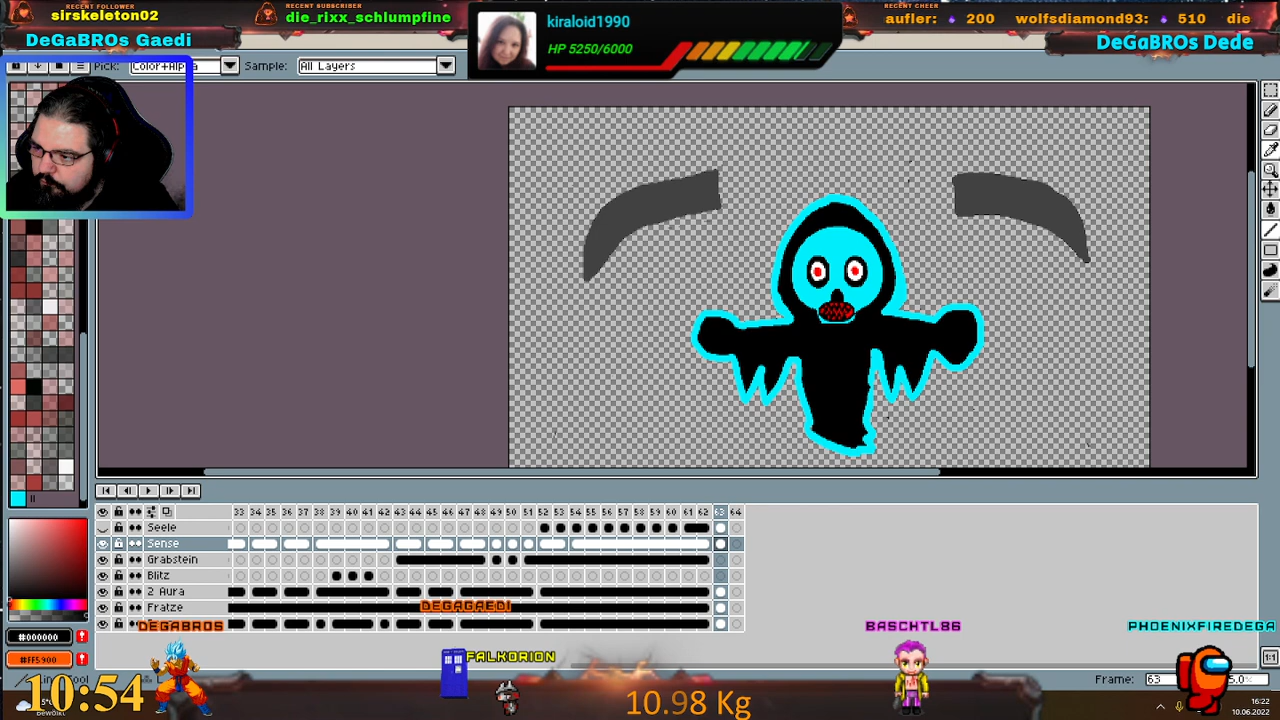 RECENT FOLLOWER
sirskeleton02
RECENT SUBSCRIBER
die_rixx_schlumpfine
kiraloid1990
HP 5250/6000
RECENT CHEER
aufler: 200 wolfsdiamond93: 510 die
DeGaBROs Gaedi
DeGaBROs Dede
Pick: Color+Alpha Sample: All Layers
33 34 35 36 37 38 39 40 41 42 43 44 45 46 47 48 49 50 51 52 53 54 55 56 57 58 59 60 61 62 63 64
Seele
Sense
Grabstein
Blitz
2 Aura
Fratze
DEGAGAEDI
DEGABROS
BASCHTL86
PHOENIXFIREDEGA
#000000
#FF5900
FALKORION
Frame: 63
1:1
10:54
10.98 Kg
16:22
10.06.2022